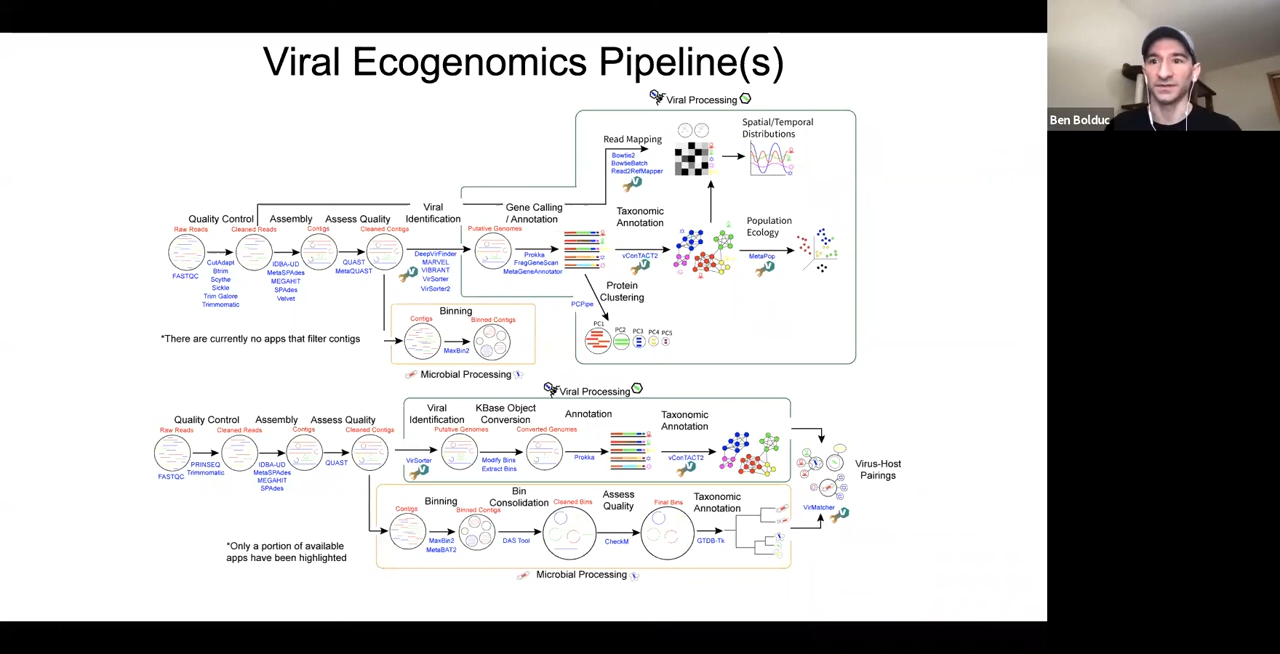 Viral Ecogenomics Pipeline(s)
Ben Bolduc
Viral Processing
Read Mapping
Bowtie2
BowtieBatch
Read2RefMapper
Spatial/Temporal
Distributions
Quality Control
Assembly
Assess Quality
Viral
Identification
Gene Calling
/ Annotation
Taxonomic
Annotation
Population
Ecology
Raw Reads
Cleaned Reads
Contigs
Cleaned Contigs
Putative Genomes
FASTQC
CutAdapt
Btrim
Scythe
Sickle
Trim Galore
Trimmomatic
IDBA-UD
MetaSPAdes
MEGAHIT
SPAdes
Velvet
QUAST
MetaQUAST
DeepVirFinder
MARVEL
VIBRANT
VirSorter
VirSorter2
Prokka
FragGeneScan
MetaGeneAnnotator
vConTACT2
MetaPop
Protein
Clustering
PCPipe
PC1
PC2
PC3
PC4
PC5
Binning
Contigs
Binned Contigs
MaxBin2
*There are currently no apps that filter contigs
Microbial Processing
Viral Processing
Quality Control
Assembly
Assess Quality
Viral
Identification
KBase Object
Conversion
Annotation
Taxonomic
Annotation
Raw Reads
Cleaned Reads
Contigs
Cleaned Contigs
Putative Genomes
Converted Genomes
FASTQC
PRINSEQ
Trimmomatic
IDBA-UD
MetaSPAdes
MEGAHIT
SPAdes
QUAST
VirSorter
Modify Bins
Extract Bins
Prokka
vConTACT2
Virus-Host
Pairings
VirMatcher
Binning
Bin
Consolidation
Assess
Quality
Taxonomic
Annotation
Contigs
Binned Contigs
Cleaned Bins
Final Bins
MaxBin2
MetaBAT2
DAS Tool
CheckM
GTDB-Tk
*Only a portion of available
apps have been highlighted
Microbial Processing